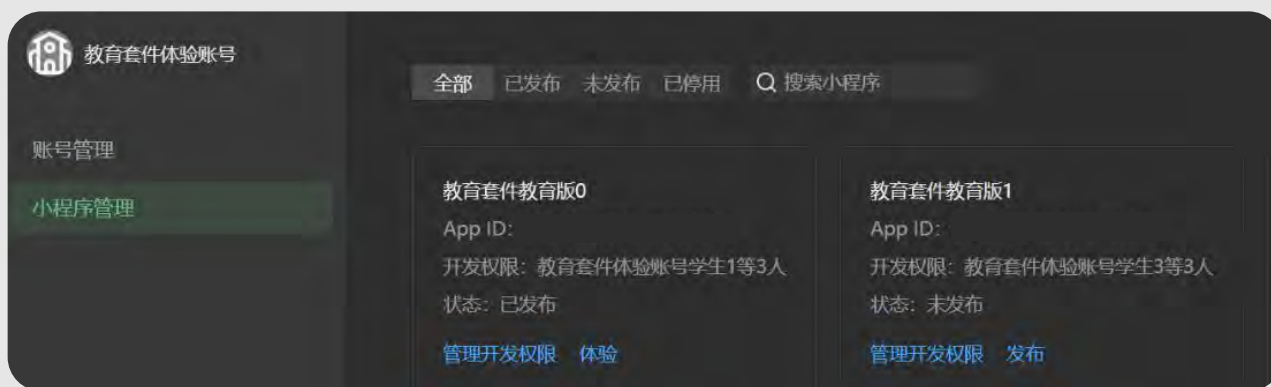 教育套件体验账号
全部 已发布 未发布 已停用 搜索小程序
账号管理
小程序管理
教育套件教育版0
App ID:
开发权限：教育套件体验账号学生1等3人
状态：已发布
管理开发权限 体验
教育套件教育版1
App ID:
开发权限：教育套件体验账号学生3等3人
状态：未发布
管理开发权限 发布